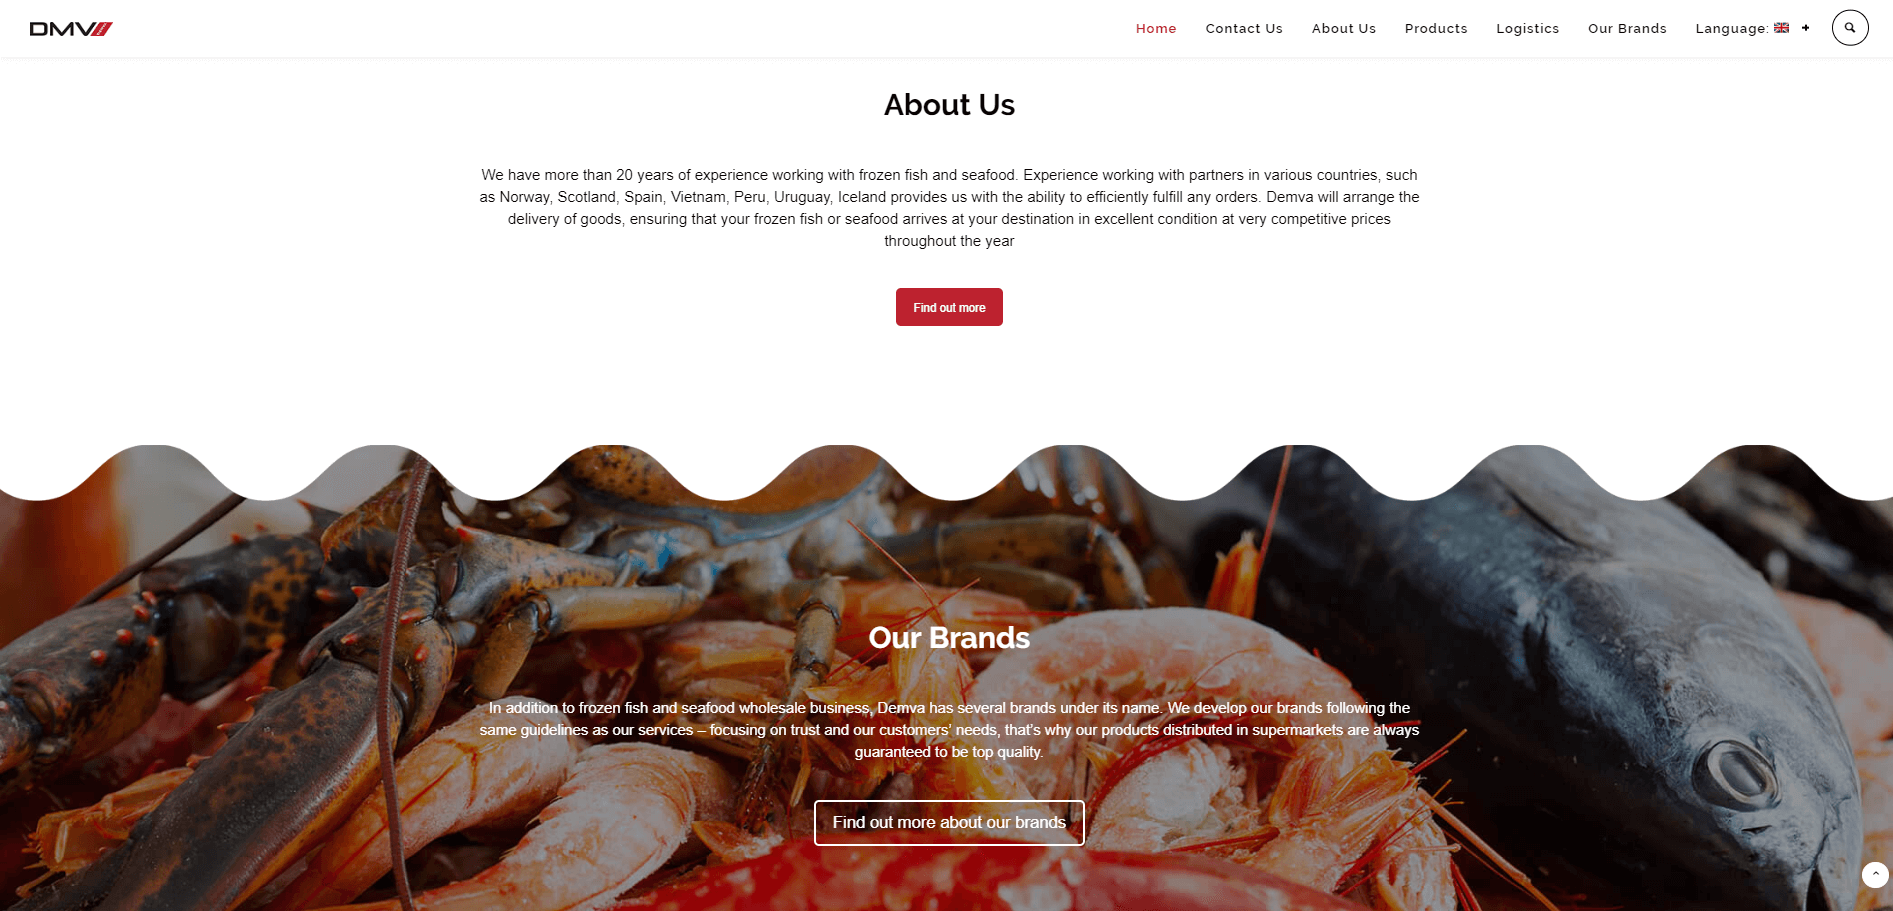 DMV
Home Contact Us About Us Products Logistics Our Brands Language:
About Us
We have more than 20 years of experience working with frozen fish and seafood. Experience working with partners in various countries, such
as Norway, Scotland, Spain, Vietnam, Peru, Uruguay, Iceland provides us with the ability to efficiently fulfill any orders. Demva will arrange the
delivery of goods, ensuring that your frozen fish or seafood arrives at your destination in excellent condition at very competitive prices
throughout the year
Find out more
Our Brands
In addition to frozen fish and seafood wholesale business, Demva has several brands under its name. We develop our brands following the
same guidelines as our services – focusing on trust and our customers’ needs, that’s why our products distributed in supermarkets are always
guaranteed to be top quality.
Find out more about our brands